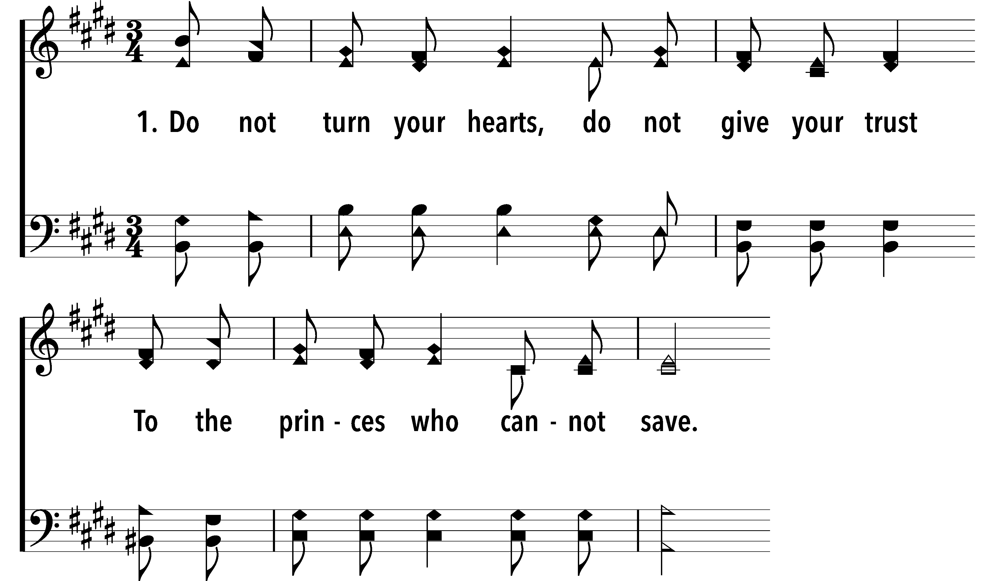 1. Do not turn your hearts, do not give your trust
To the prin - ces who can - not save.